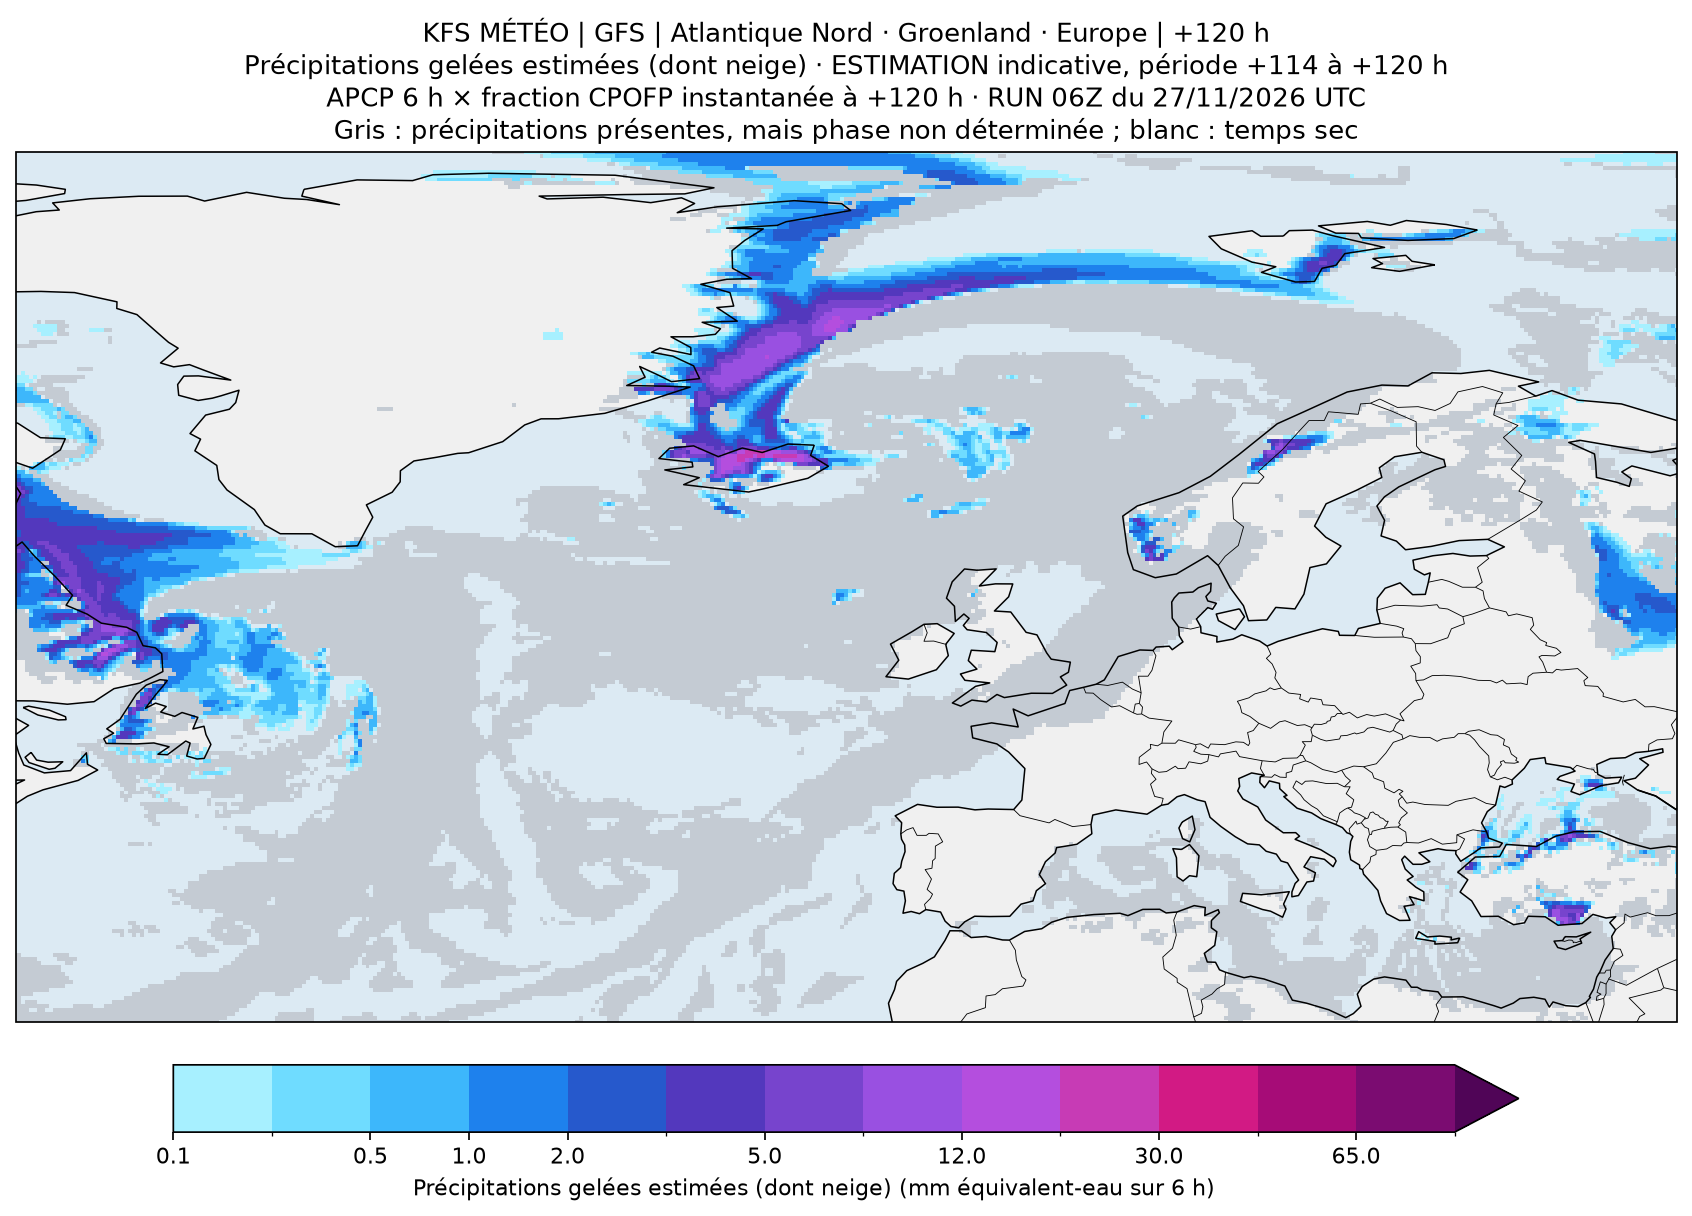 KFS MÉTÉO | GFS | Atlantique Nord · Groenland · Europe | +120 h
Précipitations gelées estimées (dont neige) · ESTIMATION indicative, période +114 à +120 h
APCP 6 h × fraction CPOFP instantanée à +120 h · RUN 06Z du 27/11/2026 UTC
Gris : précipitations présentes, mais phase non déterminée ; blanc : temps sec
0.1 0.5 1.0 2.0 5.0 12.0 30.0 65.0
Précipitations gelées estimées (dont neige) (mm équivalent-eau sur 6 h)